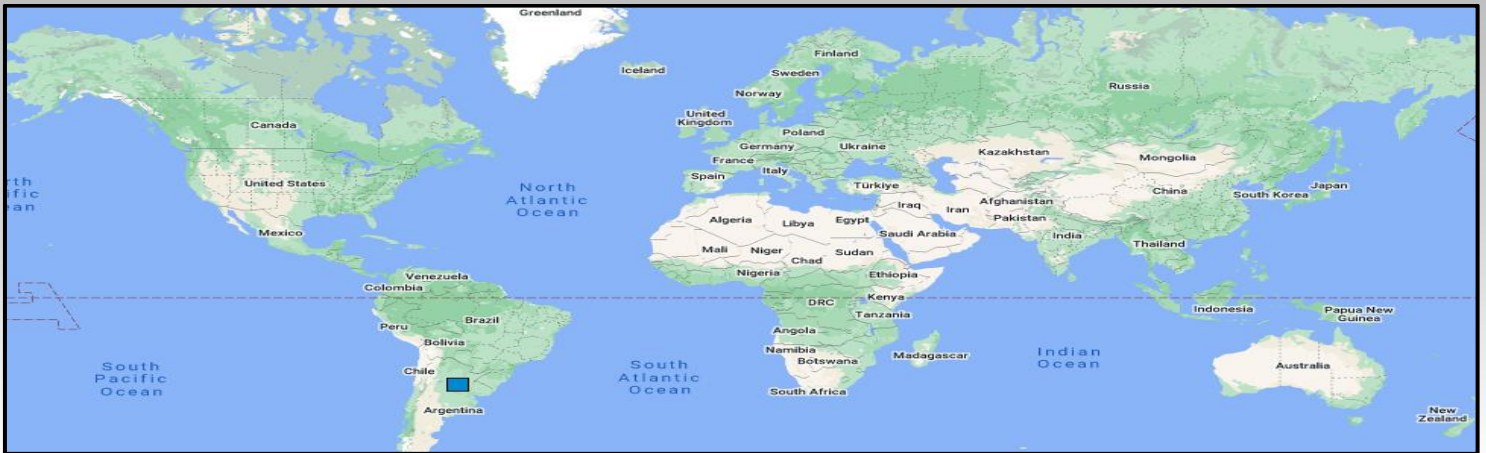 Greenland
Iceland
Finland
Sweden
Norway
Russia
United
Kingdom
Canada
Poland
Germany
Ukraine
France
Kazakhstan
Mongolia
Italy
Spain
United States
North
Atlantic
Ocean
rth
ific
ean
Türkiye
China
South Korea
Japan
Iraq
Iran
Afghanistan
Pakistan
Algeria
Libya
Egypt
Saudi Arabia
India
Mexico
Mali
Niger
Chad
Sudan
Thailand
Venezuela
Colombia
Nigeria
Ethiopia
Kenya
DRC
Tanzania
Indonesia
Papua New
Guinea
Brazil
Peru
Bolivia
Angola
Namibia
Botswana
Madagascar
Indian
Ocean
South
Pacific
Ocean
Chile
South
Atlantic
Ocean
Australia
South Africa
Argentina
New
Zealand